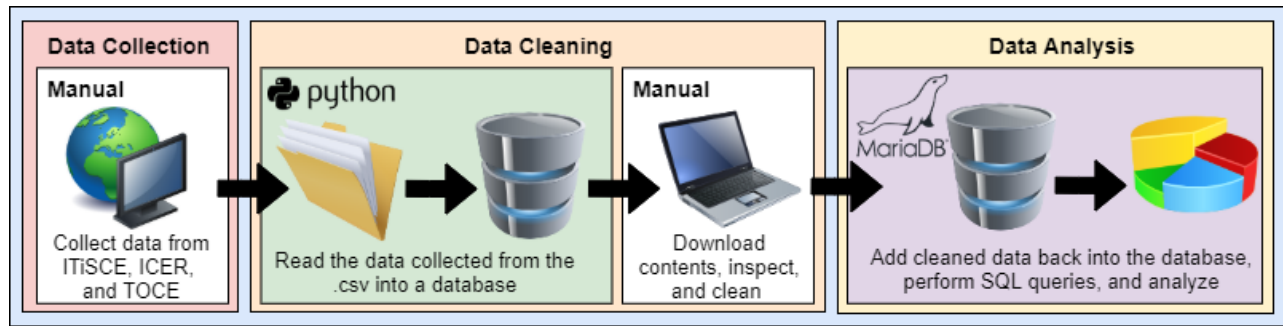 Data Collection
Manual
Collect data from
ITiSCE, ICER,
and TOCE
Data Cleaning
python
Read the data collected from the
.csv into a database
Manual
Download
contents, inspect,
and clean
Data Analysis
MariaDB
Add cleaned data back into the database,
perform SQL queries, and analyze